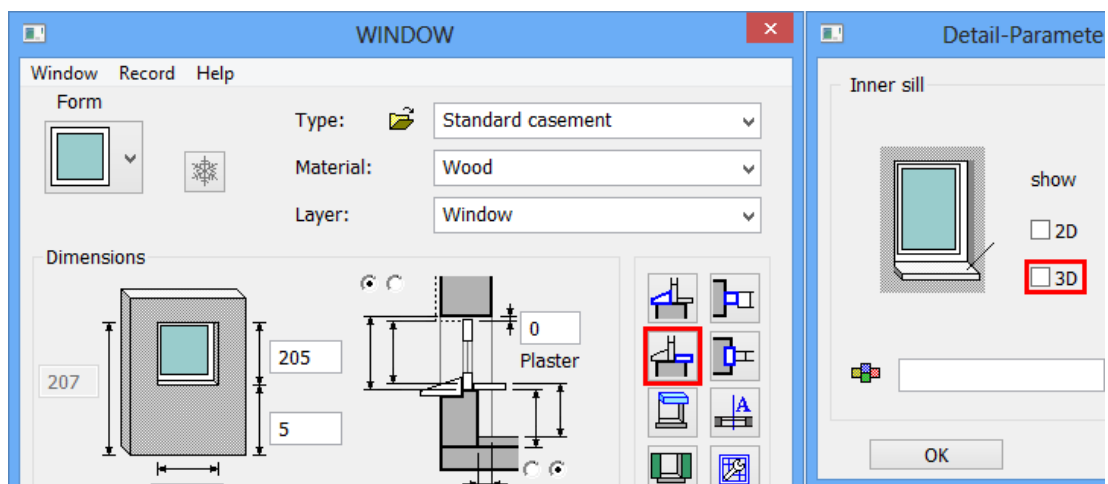 WINDOW
Window Record Help
Form
Type: Standard casement
Material: Wood
Layer: Window
Dimensions
207
205
5
0
Plaster
A
Detail-Paramete
Inner sill
show
2D
3D
OK